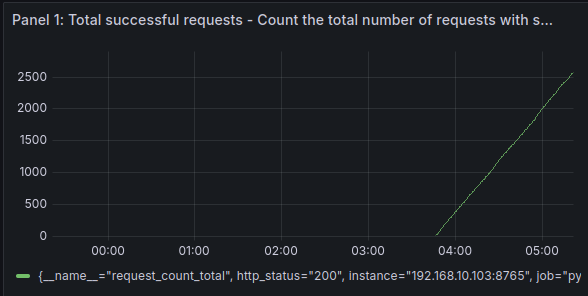 Panel 1: Total successful requests - Count the total number of requests with s...
2500
2000
1500
1000
500
0
00:00 01:00 02:00 03:00 04:00 05:00
{__name__="request_count_total", http_status="200", instance="192.168.10.103:8765", job="py